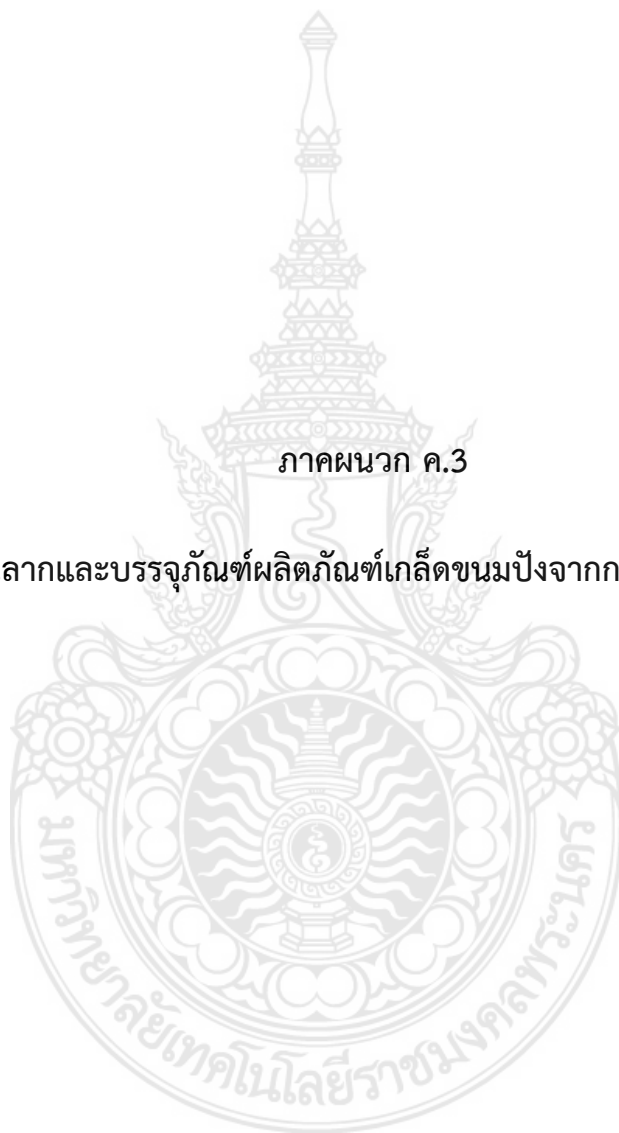 ภาคผนวก ค.3
ลากและบรรจุภัณฑ์ผลิตภัณฑ์เกล็ดขนมปังจากก
มหาวิทยาลัยเทคโนโลยีราชมงคลพระนคร